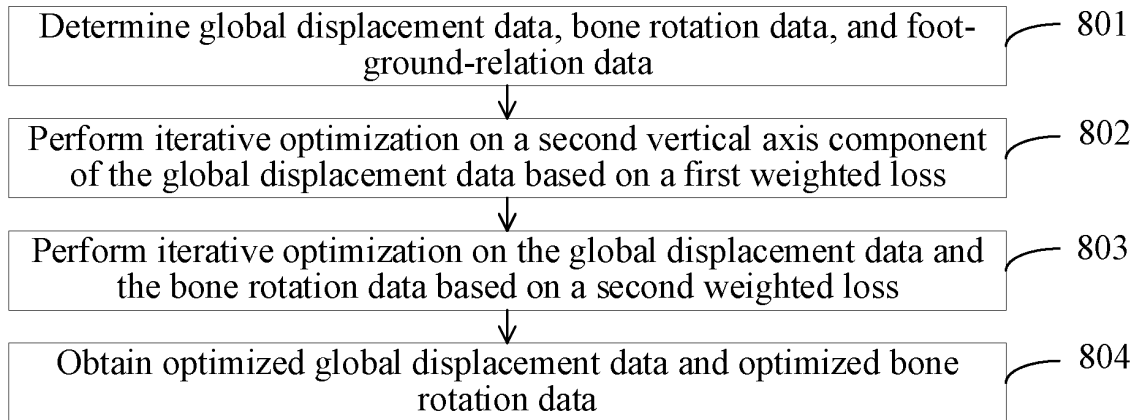 Determine global displacement data, bone rotation data, and foot-
ground-relation data
801
Perform iterative optimization on a second vertical axis component
of the global displacement data based on a first weighted loss
802
Perform iterative optimization on the global displacement data and
the bone rotation data based on a second weighted loss
803
Obtain optimized global displacement data and optimized bone
rotation data
804